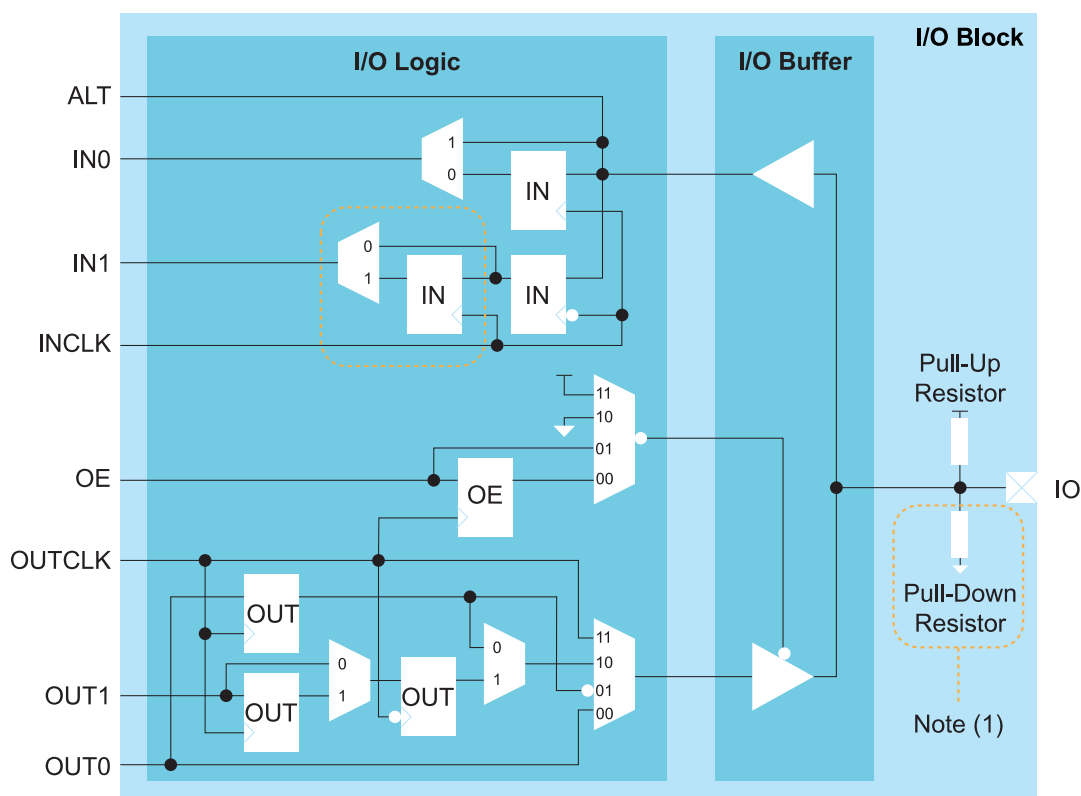 I/O Block
I/O Logic
I/O Buffer
ALT
IN0
1
0
IN
IN1
0
1
IN
IN
INCLK
Pull-Up
Resistor
11
10
01
00
OE
OE
IO
OUTCLK
Pull-Down
Resistor
OUT
0
1
OUT1
OUT
OUT
0
1
11
10
01
00
Note (1)
OUT0